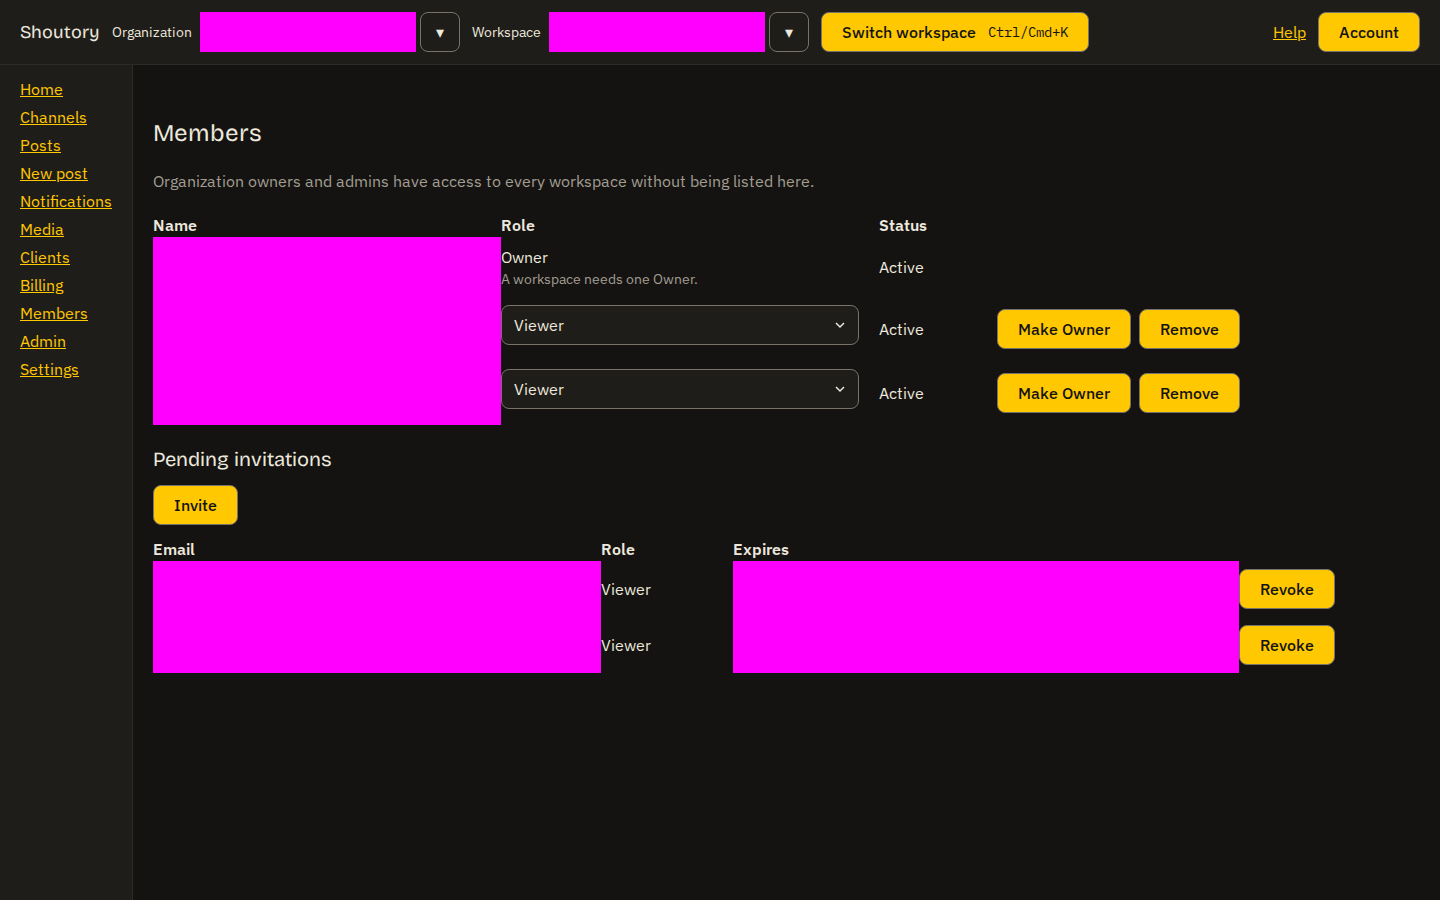 Shoutory Organization ▼ Workspace ▼ Switch workspace Ctrl/Cmd+K Help Account
Home
Channels
Posts
New post
Notifications
Media
Clients
Billing
Members
Admin
Settings
Members
Organization owners and admins have access to every workspace without being listed here.
Name Role Status
Owner
A workspace needs one Owner.
Active
Viewer Active Make Owner Remove
Viewer Active Make Owner Remove
Pending invitations
Invite
Email Role Expires
Viewer Revoke
Viewer Revoke